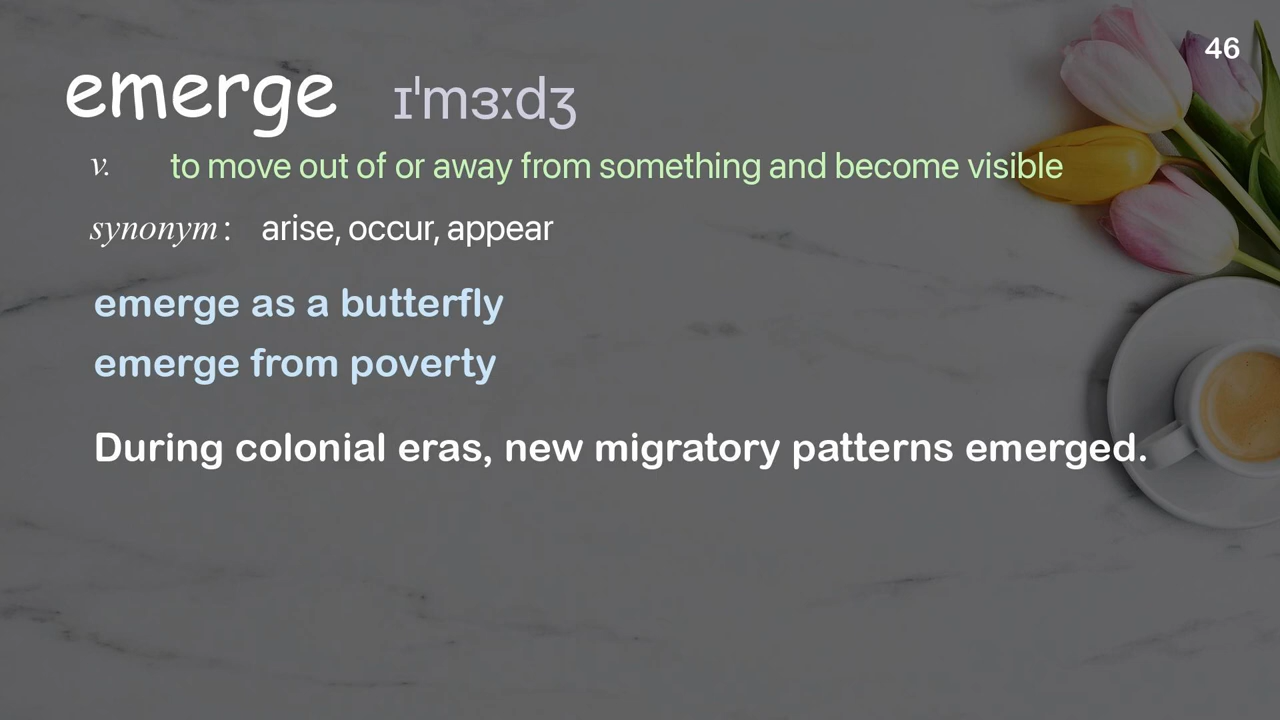 46
emerge ɪˈmɜːdʒ
v. to move out of or away from something and become visible
synonym: arise, occur, appear
emerge as a butterfly
emerge from poverty
During colonial eras, new migratory patterns emerged.